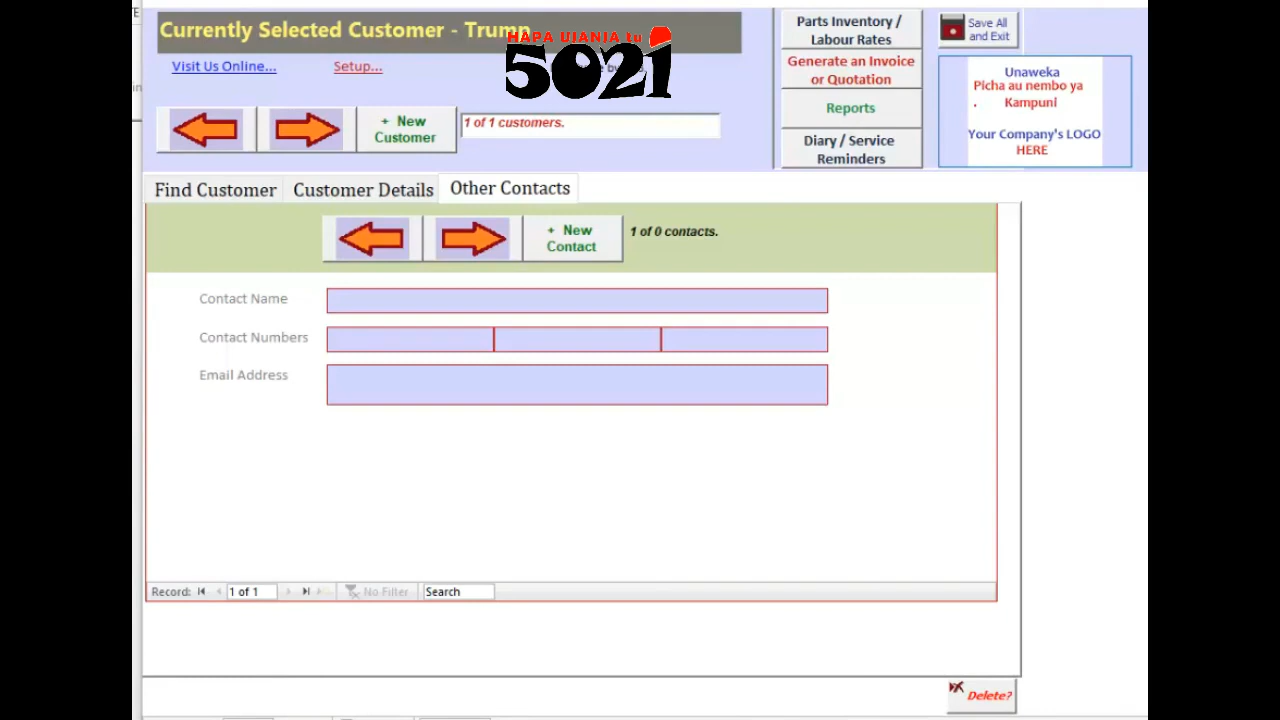 Currently Selected Customer - Trump
HAPA UJANJA tu
5021
Visit Us Online...
Setup...
+ New
Customer
1 of 1 customers.
Parts Inventory /
Labour Rates
Generate an Invoice
or Quotation
Reports
Diary / Service
Reminders
Save All
and Exit
Unaweka
Picha au nembo ya
. Kampuni
Your Company's LOGO
HERE
Find Customer
Customer Details
Other Contacts
+ New
Contact
1 of 0 contacts.
Contact Name
Contact Numbers
Email Address
Record:
1 of 1
No Filter
Search
Delete?